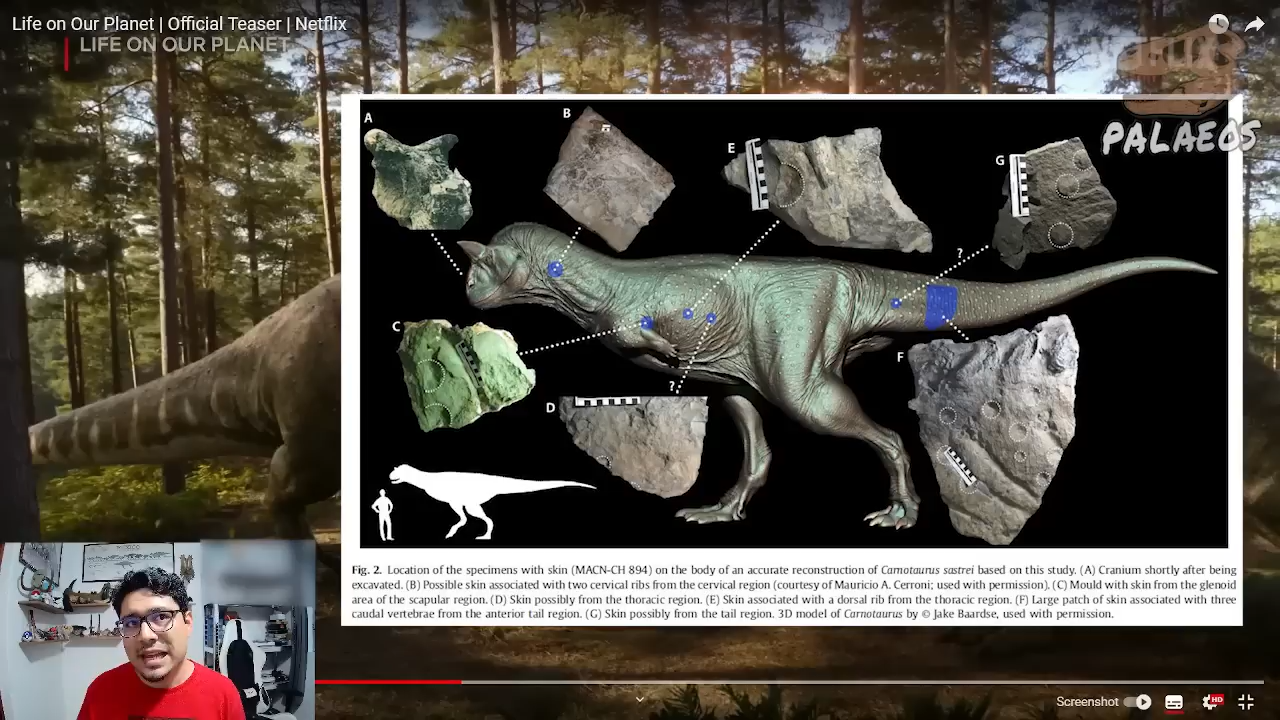 Life on Our Planet | Official Teaser | Netflix
LIFE ON OUR PLANET
NETFLIX
PALAEOS
A
B
E
G
?
C
F
?
D
Fig. 2. Location of the specimens with skin (MACN-CH 894) on the body of an accurate reconstruction of Carnotaurus sastrei based on this study. (A) Cranium shortly after being
excavated. (B) Possible skin associated with two cervical ribs from the cervical region (courtesy of Mauricio A. Cerroni; used with permission). (C) Mould with skin from the glenoid
area of the scapular region. (D) Skin possibly from the thoracic region. (E) Skin associated with a dorsal rib from the thoracic region. (F) Large patch of skin associated with three
caudal vertebrae from the anterior tail region. (G) Skin possibly from the tail region. 3D model of Carnotaurus by © Jake Baardse, used with permission.
Screenshot
HD